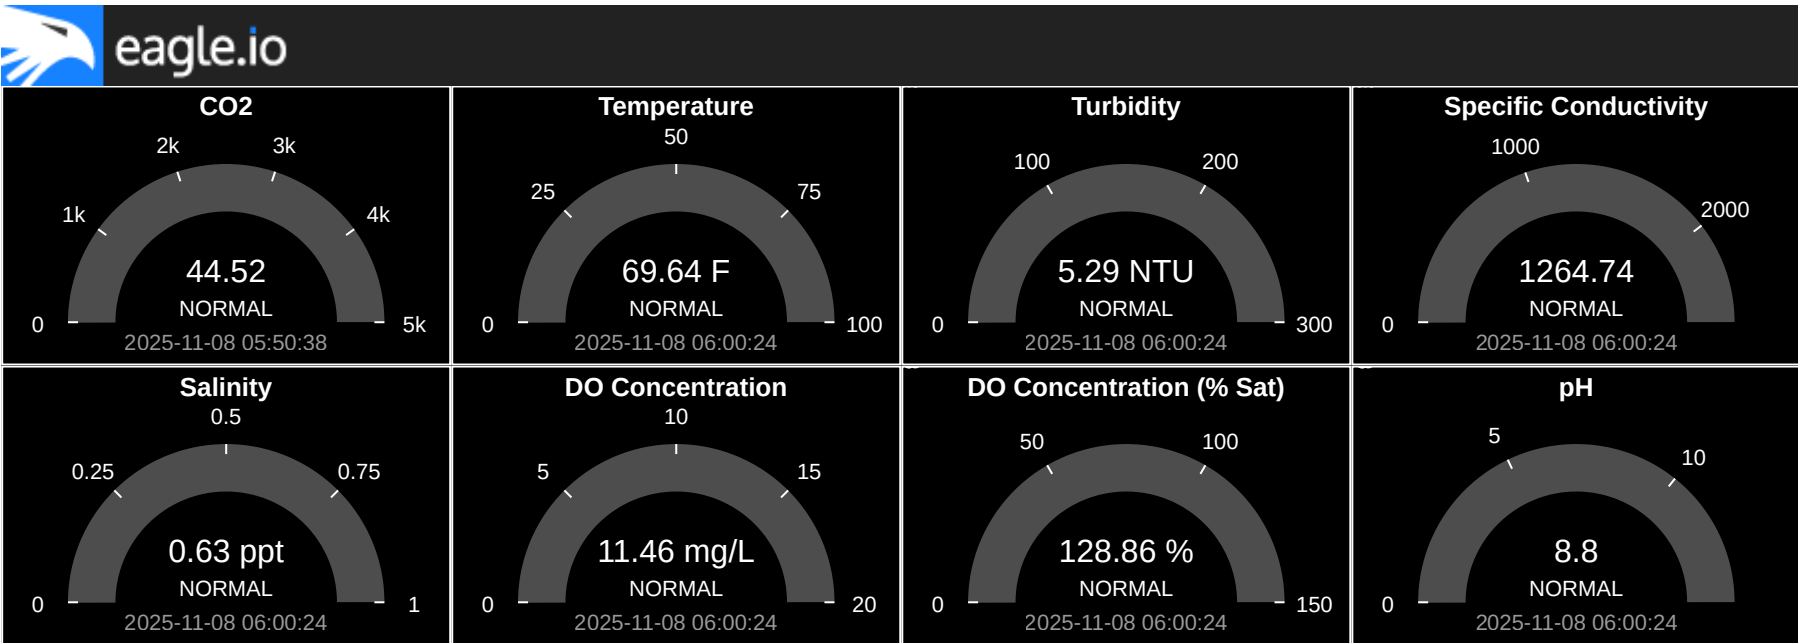 eagle.io
CO2
2k
3k
1k
4k
44.52
NORMAL
0
5k
2025-11-08 05:50:38
Temperature
50
25
75
69.64 F
NORMAL
0
100
2025-11-08 06:00:24
Turbidity
100
200
5.29 NTU
NORMAL
0
300
2025-11-08 06:00:24
Specific Conductivity
1000
2000
1264.74
NORMAL
0
2025-11-08 06:00:24
Salinity
0.5
0.25
0.75
0.63 ppt
NORMAL
0
1
2025-11-08 06:00:24
DO Concentration
10
5
15
11.46 mg/L
NORMAL
0
20
2025-11-08 06:00:24
DO Concentration (% Sat)
50
100
128.86 %
NORMAL
0
150
2025-11-08 06:00:24
pH
5
10
8.8
NORMAL
0
2025-11-08 06:00:24